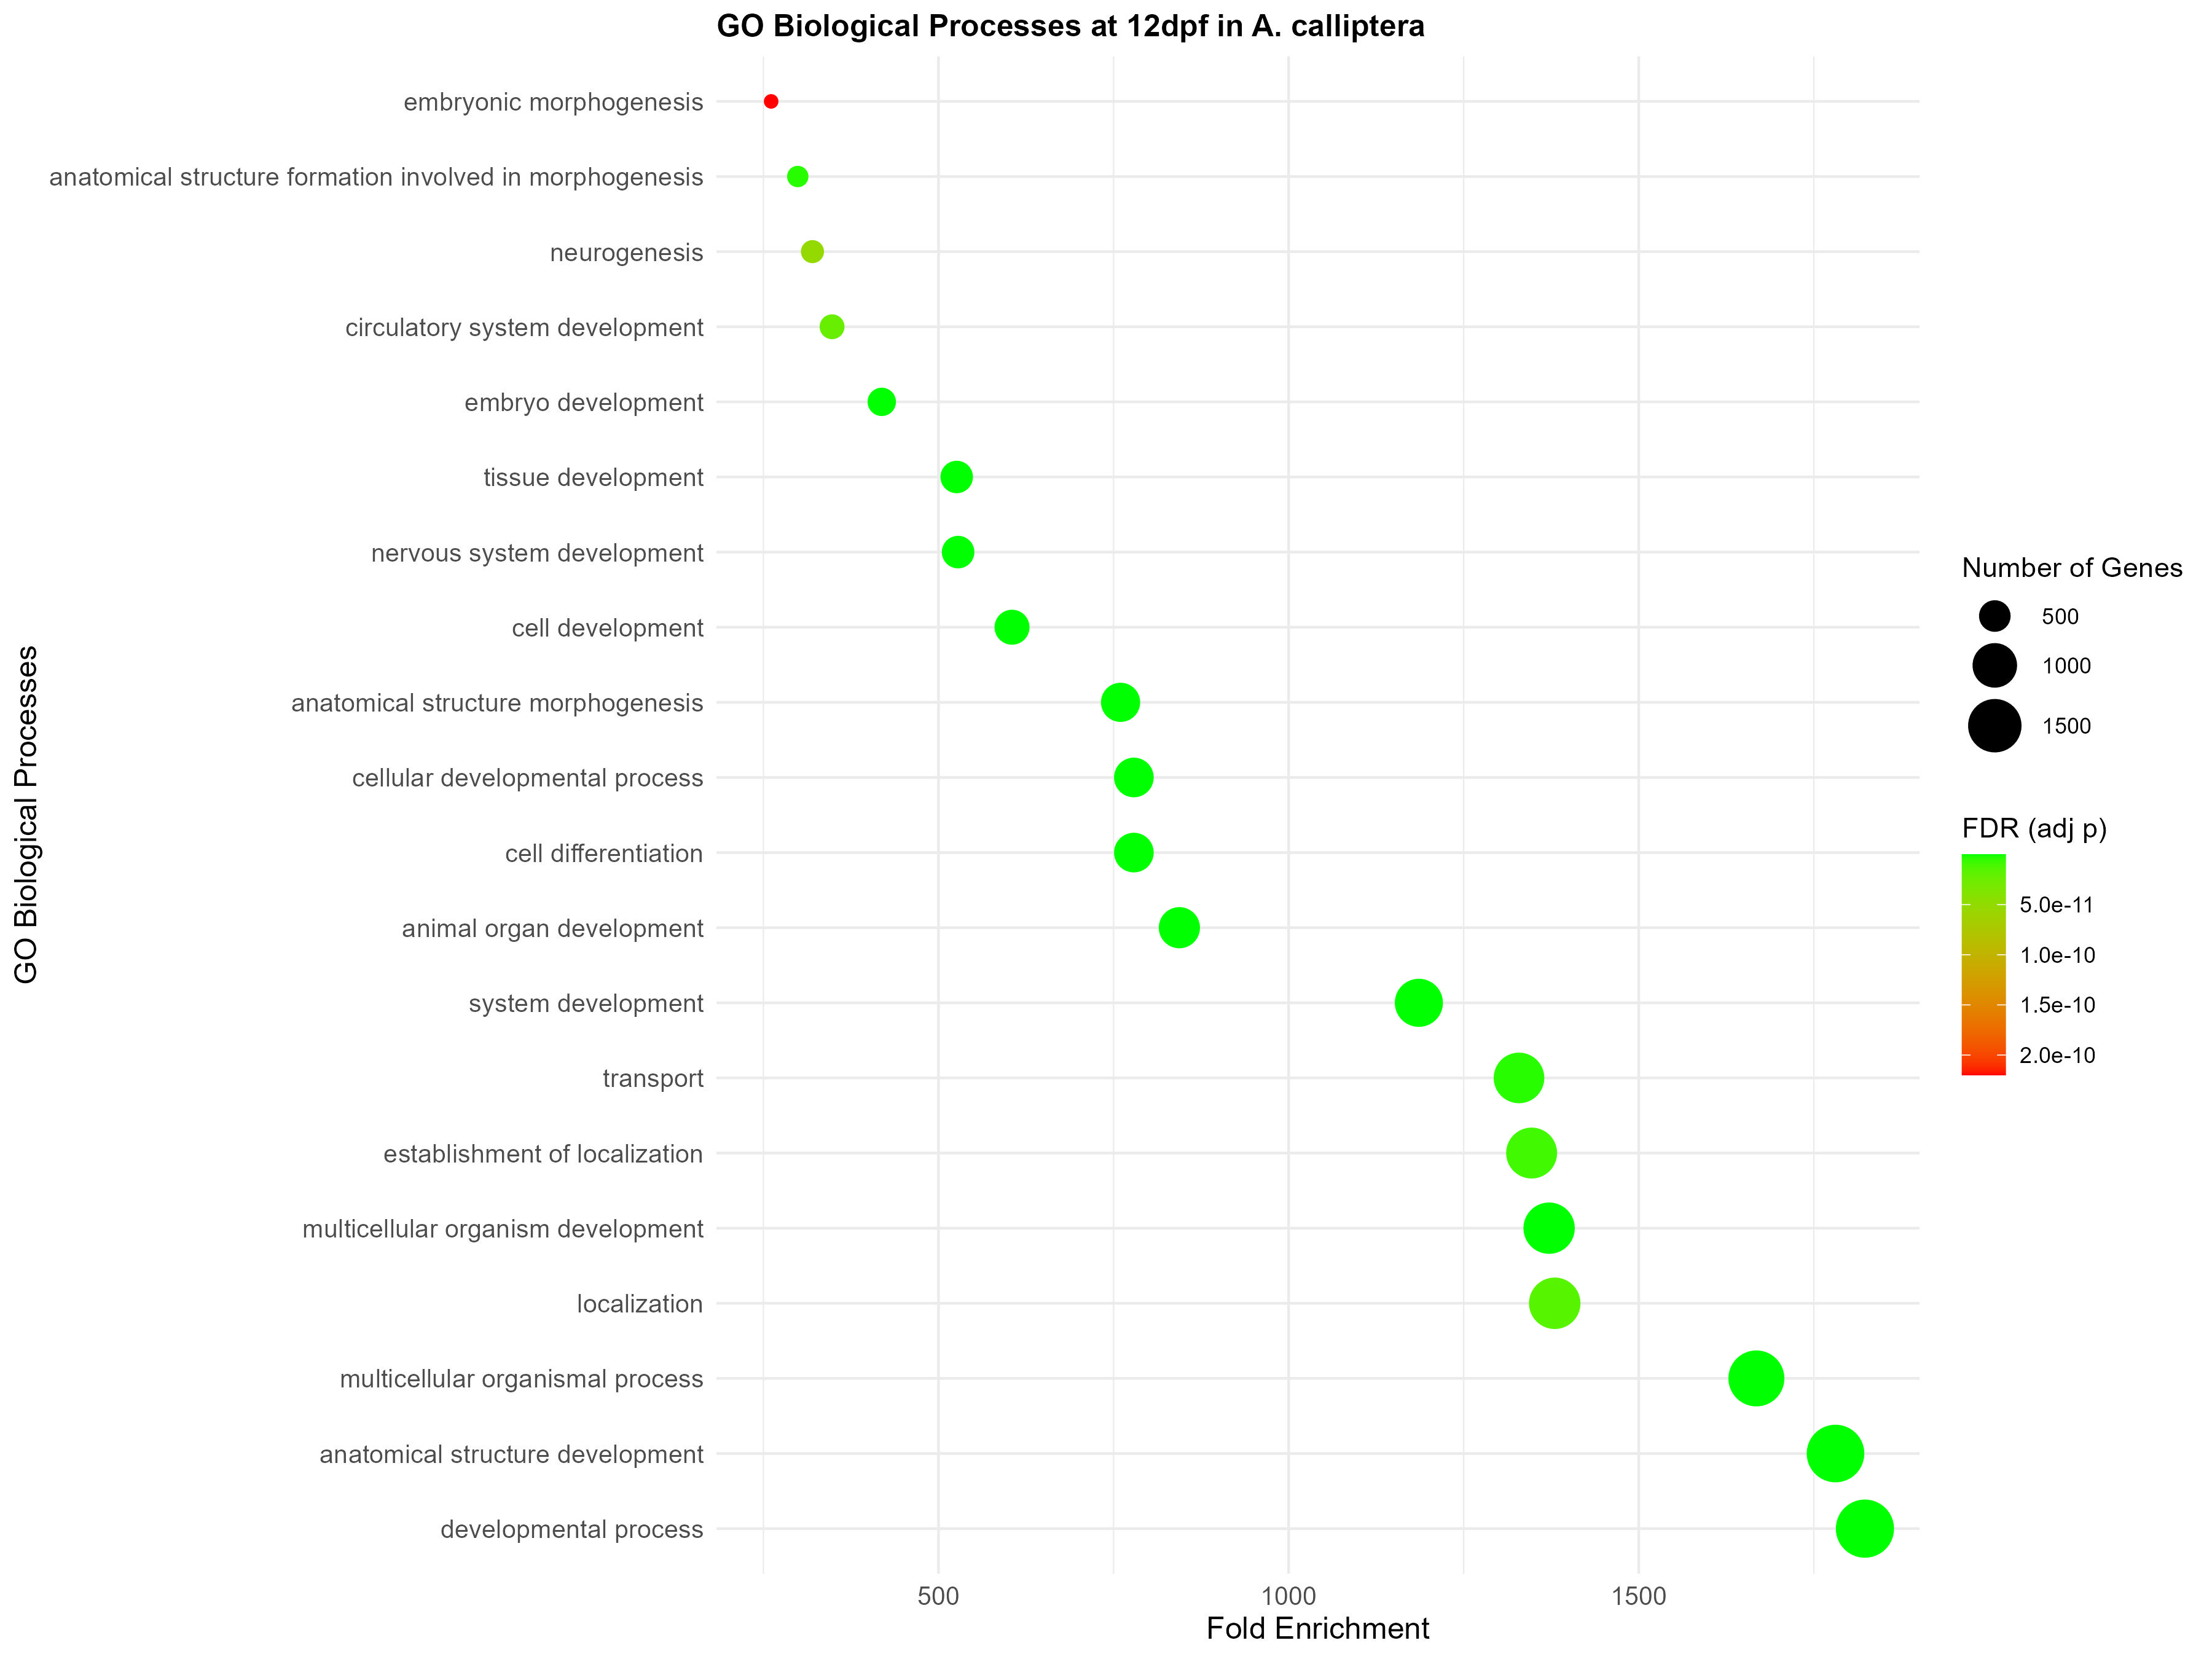 GO Biological Processes at 12dpf in A. calliptera
GO Biological Processes
embryonic morphogenesis
anatomical structure formation involved in morphogenesis
neurogenesis
circulatory system development
embryo development
tissue development
nervous system development
cell development
anatomical structure morphogenesis
cellular developmental process
cell differentiation
animal organ development
system development
transport
establishment of localization
multicellular organism development
localization
multicellular organismal process
anatomical structure development
developmental process
500
1000
1500
Fold Enrichment
Number of Genes
500
1000
1500
FDR (adj p)
5.0e-11
1.0e-10
1.5e-10
2.0e-10